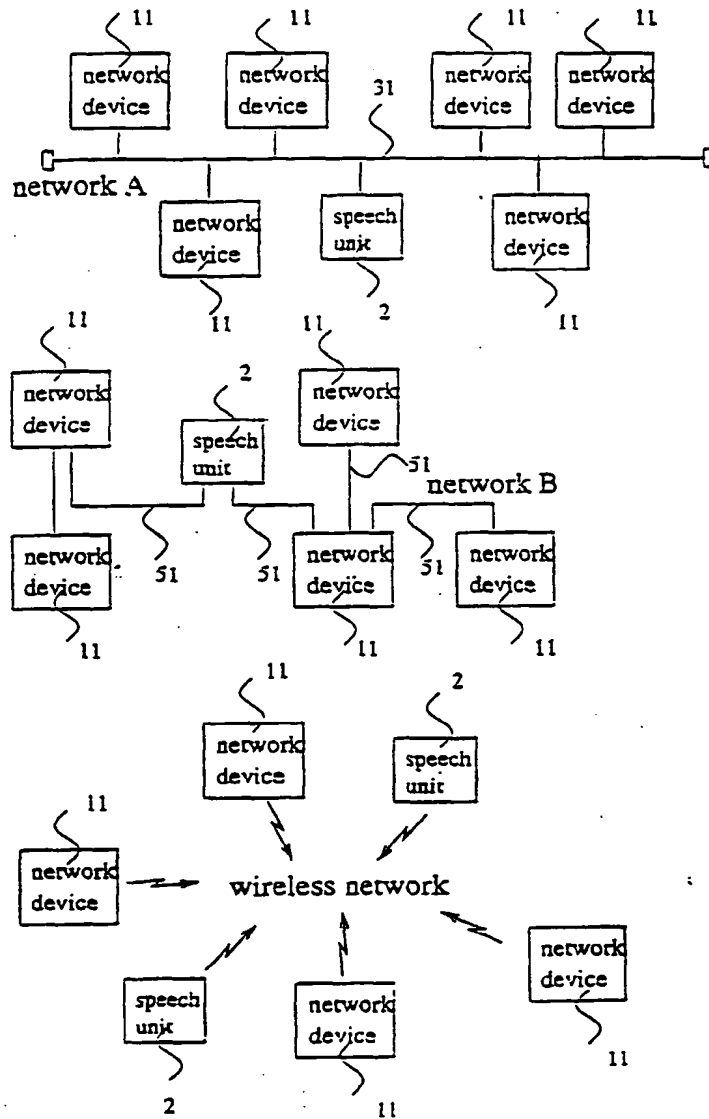 11 11 11 11
network device network device network device network device
31
network A
network device speech unit network device
11 2 11
11 2 11
network device speech unit network device
51
network B
51 51 51
network device network device network device
11 11 11
11 2
network device speech unit
11
network device
wireless network
network device
speech unit network device
11
2 11